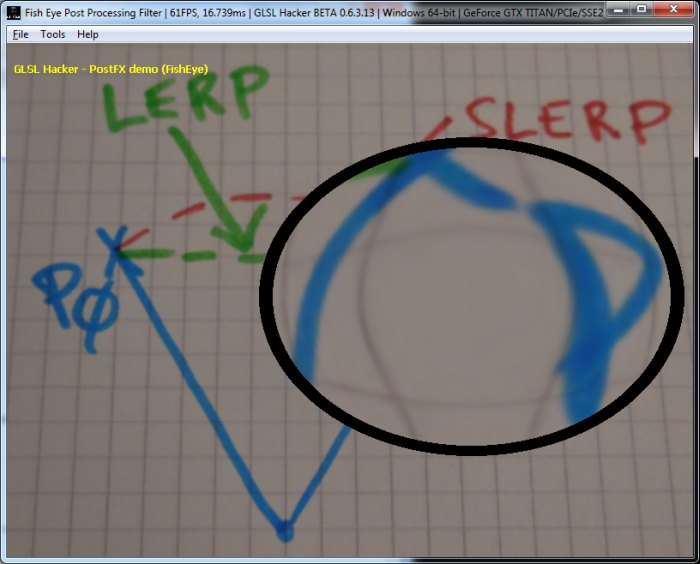 Fish Eye Post Processing Filter | 61FPS, 16.739ms | GLSL Hacker BETA 0.6.3.13 | Windows 64-bit | GeForce GTX TITAN/PCIe/SSE2
File Tools Help
GLSL Hacker - PostFX demo (FishEye)
LERP
SLERP
PØ
P